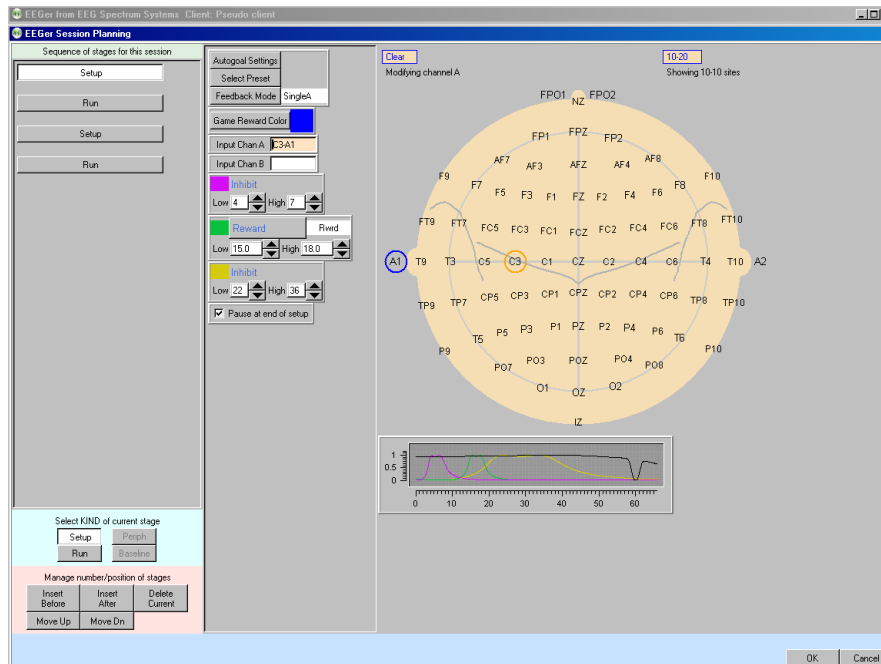 EEGer from EEG Spectrum Systems Client: Pseudo client
EEGer Session Planning
Sequence of stages for this session
Setup
Run
Setup
Run
Select KIND of current stage
Setup Periph
Run Baseline
Manage number/position of stages
Insert Before Insert After Delete Current
Move Up Move Dn
Autogoal Settings
Select Preset
Feedback Mode SingleA
Game Reward Color
Input Chan A C3-A1
Input Chan B
Inhibit
Low 4 High 7
Reward Rwrd
Low 15.0 High 18.0
Inhibit
Low 22 High 36
Pause at end of setup
Clear 10-20
Modifying channel A Showing 10-10 sites
FPO1 NZ FPO2
FP1 FPZ FP2
AF7 AF3 AFZ AF4 AF8
F9 F7 F5 F3 F1 FZ F2 F4 F6 F8 F10
FT9 FT7 FC5 FC3 FC1 FCZ FC2 FC4 FC6 FT8 FT10
A1 T9 T3 C5 C3 C1 CZ C2 C4 C6 T4 T10 A2
TP9 TP7 CP5 CP3 CP1 CPZ CP2 CP4 CP6 TP8 TP10
P9 T5 P5 P3 P1 PZ P2 P4 P6 T6 P10
PO7 PO3 POZ PO4 PO8
O1 OZ O2
IZ
1
0.5
0
0 10 20 30 40 50 60
OK Cancel